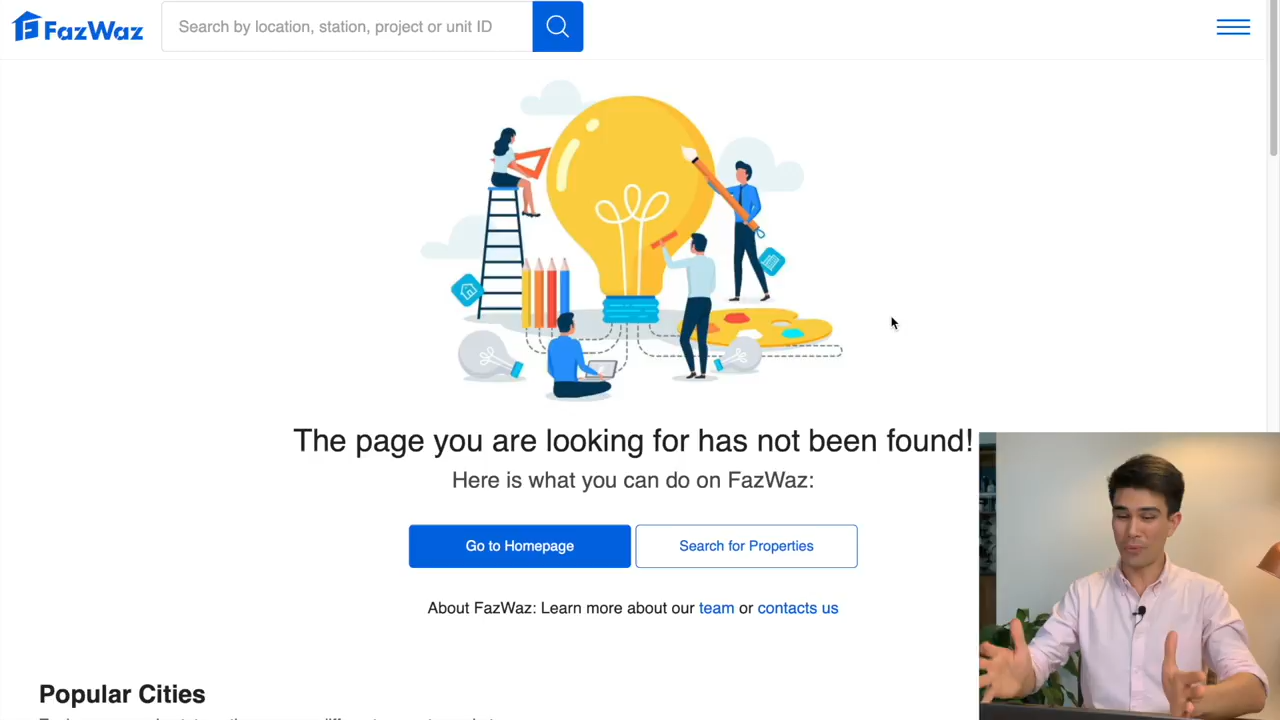 FazWaz
Search by location, station, project or unit ID
The page you are looking for has not been found!
Here is what you can do on FazWaz:
Go to Homepage
Search for Properties
About FazWaz: Learn more about our team or contacts us
Popular Cities